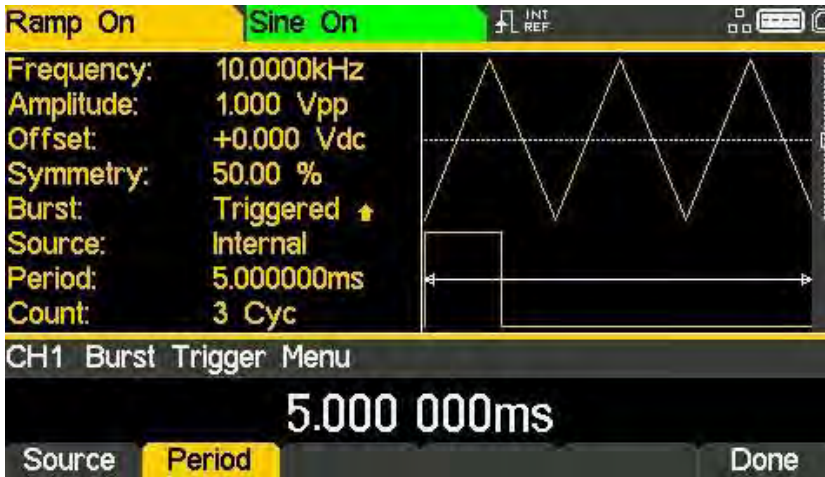 Ramp On Sine On INT REF
Frequency: 10.0000kHz
Amplitude: 1.000 Vpp
Offset: +0.000 Vdc
Symmetry: 50.00 %
Burst: Triggered
Source: Internal
Period: 5.000000ms
Count: 3 Cyc
CH1 Burst Trigger Menu
5.000 000ms
Source Period Done